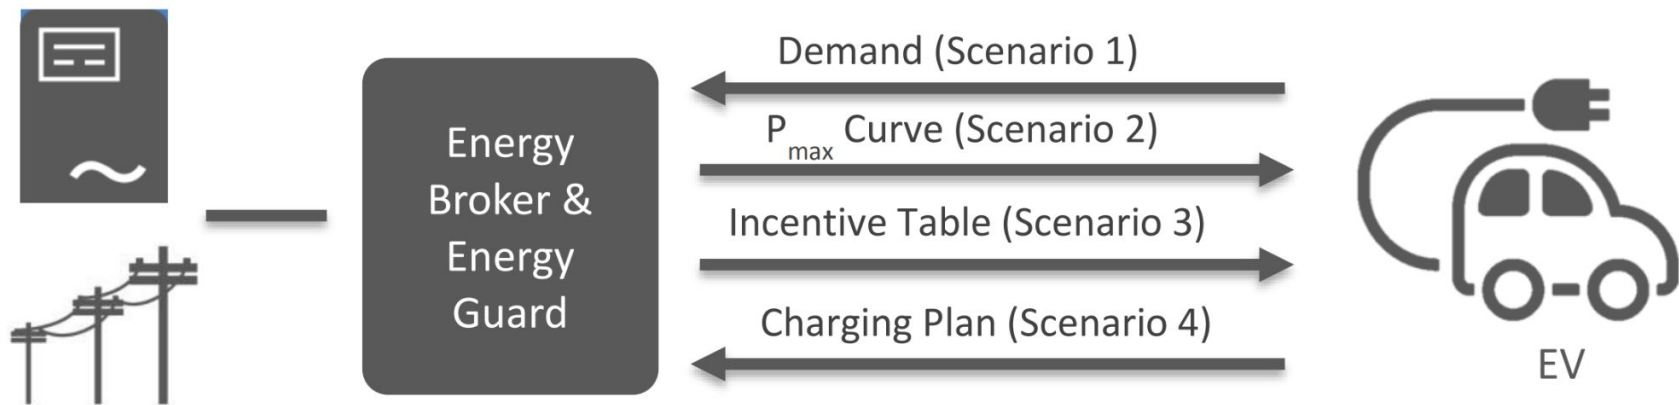 Demand (Scenario 1)
P_max Curve (Scenario 2)
Incentive Table (Scenario 3)
Charging Plan (Scenario 4)
Energy
Broker &
Energy
Guard
EV